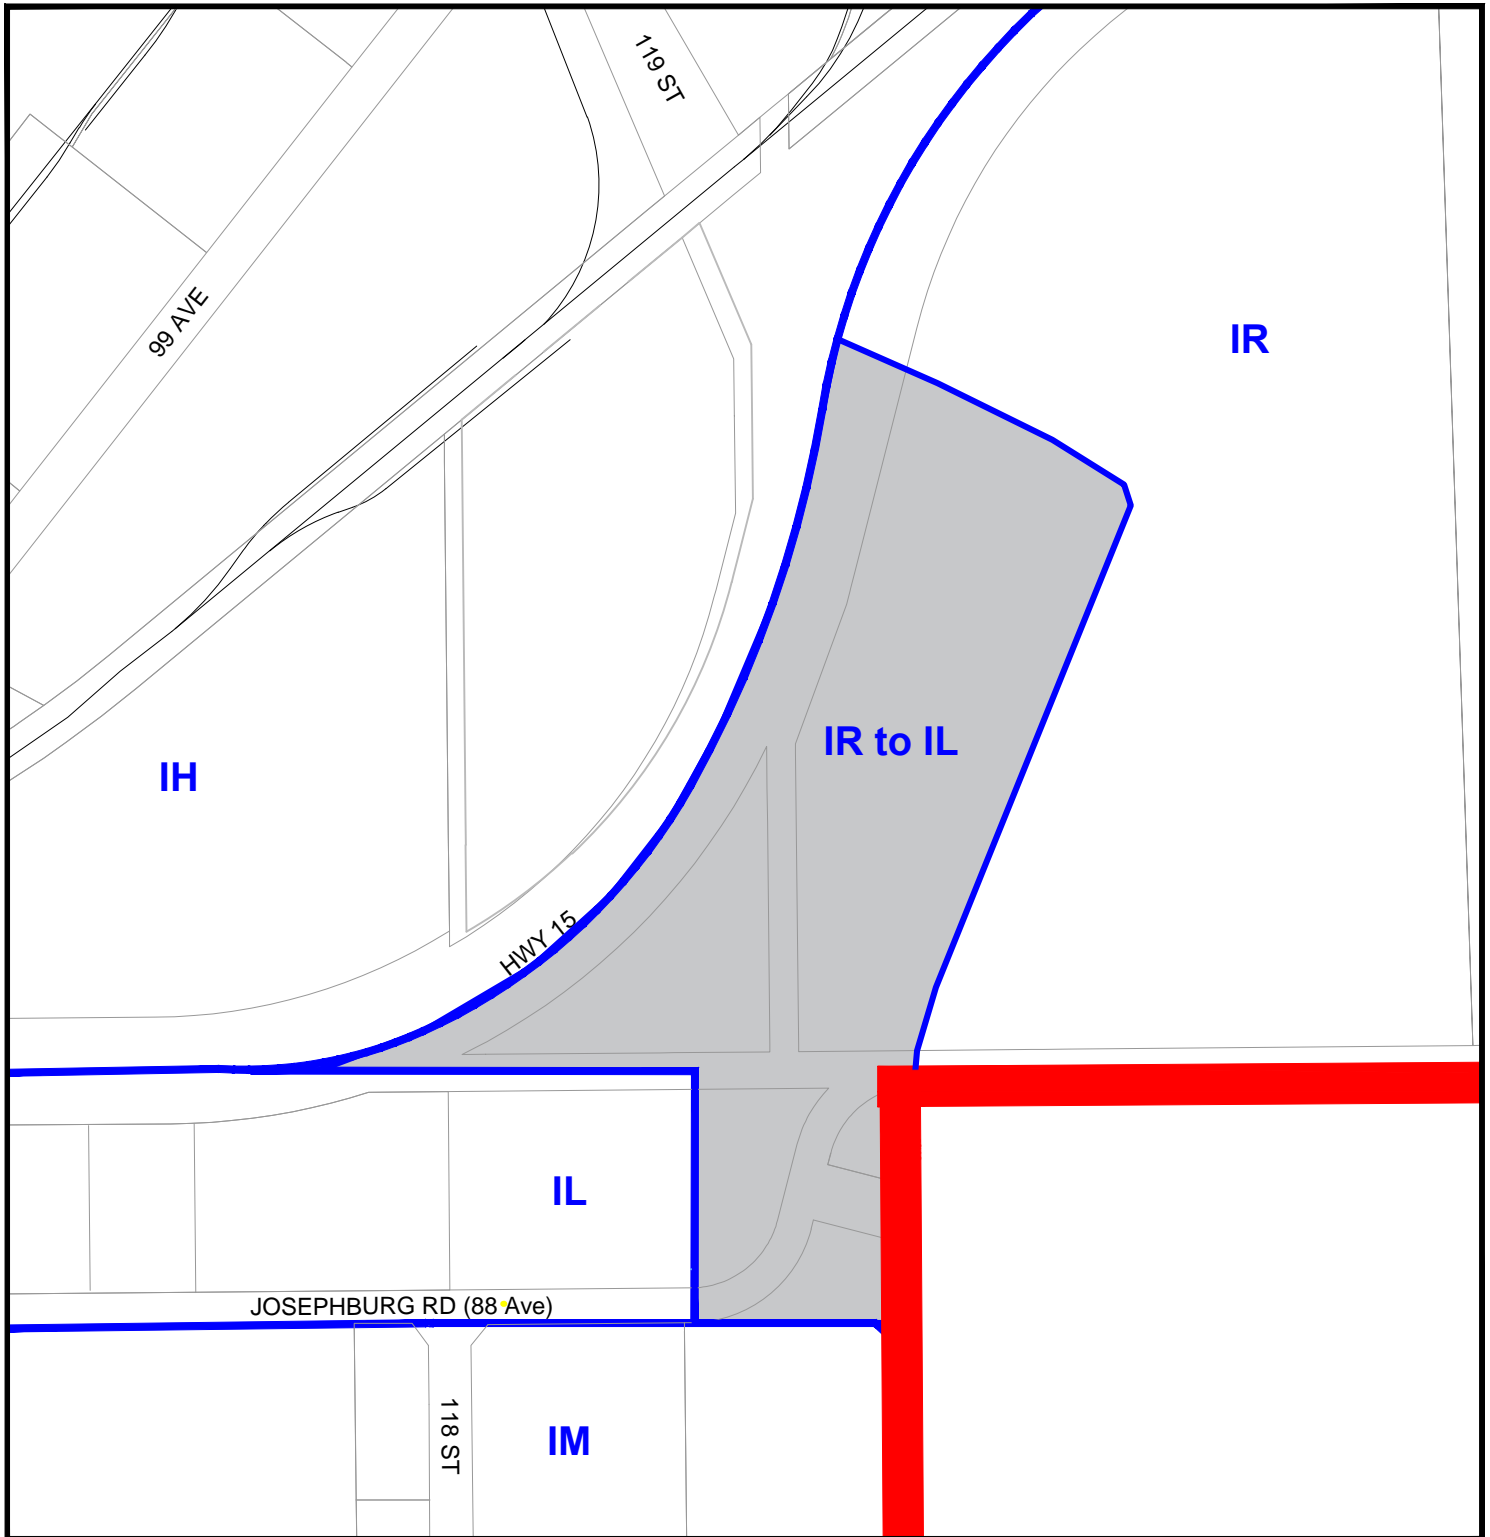 119 ST
99 AVE
IR
IR to IL
IH
HWY 15
IL
JOSEPHBURG RD (88 Ave)
118 ST
IM